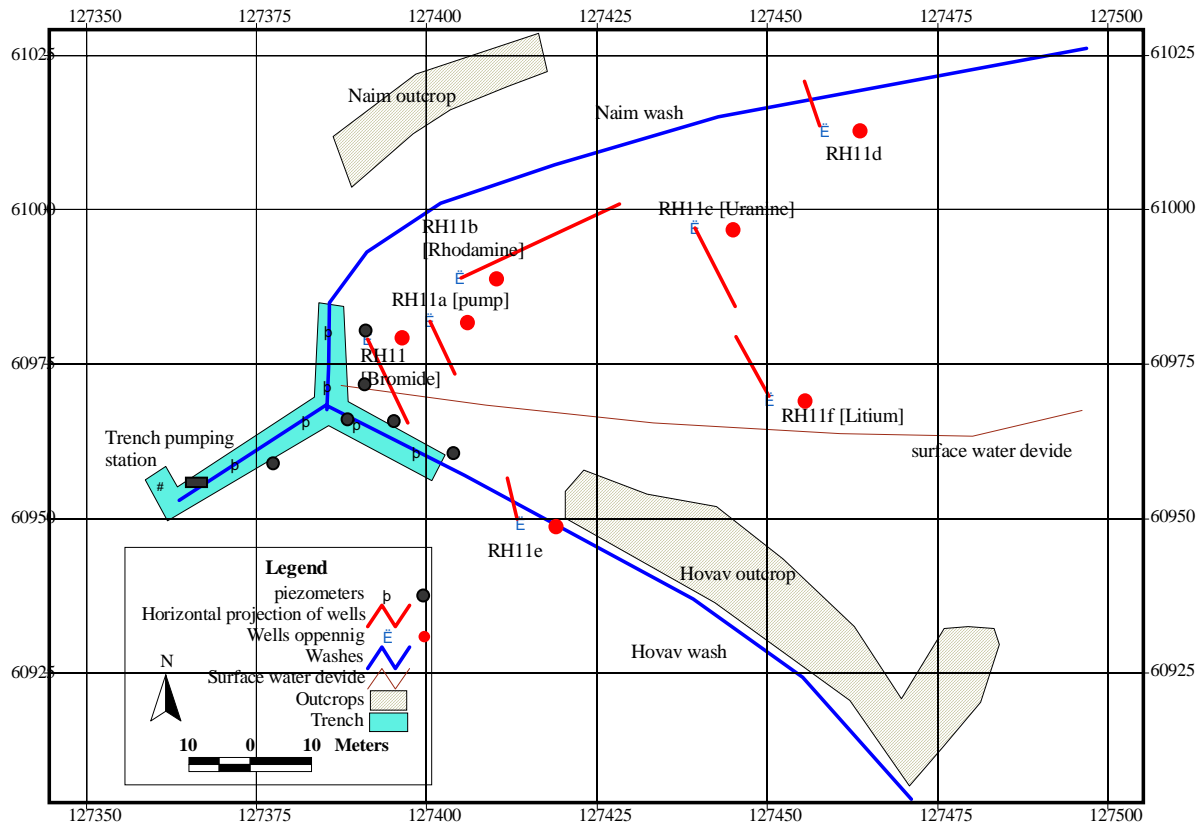 127375
127400
127450
127475
127500
61025
61025
Naim outcrop
Naim wash
RH11d
61000
61000
RH11c [Uranine]
RH11b
[Rhodamine]
RH11a [pump]
RH11
[Bromide]
60975
60975
RH11f [Litium]
surface water devide
Trench pumping
station
#
60950
60950
RH11e
Hovav outcrop
Hovav wash
Legend
piezometers
Horizontal projection of wells
Wells oppennig
Washes
Surface water devide
Outcrops
Trench
N
10 0 10 Meters
60925
60925
127350
127375
127400
127425
127450
127475
127500